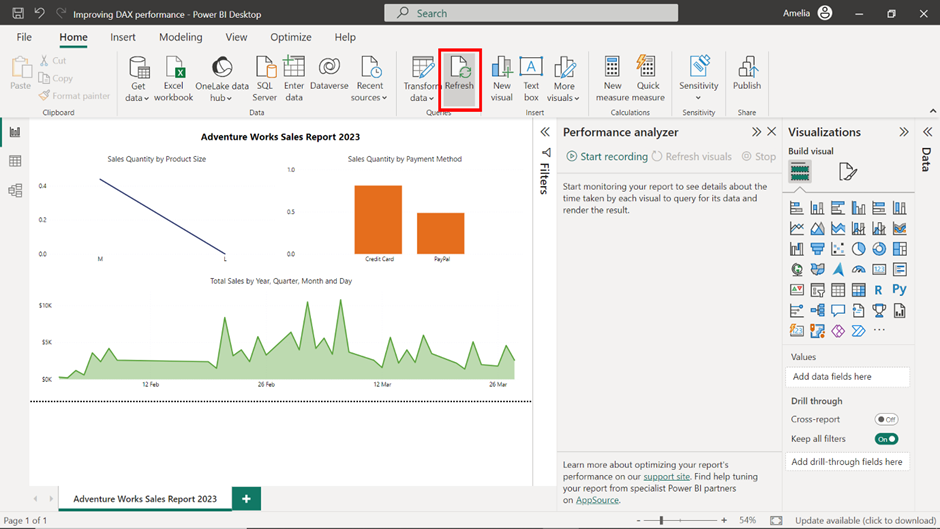 Improving DAX performance - Power BI Desktop
Search
Amelia
File Home Insert Modeling View Optimize Help
Paste
Cut
Copy
Format painter
Clipboard
Get
data
Excel
workbook
OneLake data
hub
SQL
Server
Enter
data
Dataverse
Recent
sources
Data
Transform
data
Refresh
Queries
New
visual
Text
box
More
visuals
Insert
New
measure
Quick
measure
Calculations
Sensitivity
Sensitivity
Publish
Share
Adventure Works Sales Report 2023
Sales Quantity by Product Size
0.4
0.2
0.0
M L
Sales Quantity by Payment Method
1.0
0.5
0.0
Credit Card PayPal
Total Sales by Year, Quarter, Month and Day
$10K
$5K
$0K
12 Feb 26 Feb 12 Mar 26 Mar
Filters
Performance analyzer
Start recording Refresh visuals Stop
Start monitoring your report to see details about the
time taken by each visual to query for its data and
render the result.
Learn more about optimizing your report's
performance on our support site. Find help tuning
your report from specialist Power BI partners
on AppSource.
Visualizations
Build visual
R Py
Values
Add data fields here
Drill through
Cross-report Off
Keep all filters On
Add drill-through fields here
Data
Adventure Works Sales Report 2023
Page 1 of 1
54%
Update available (click to download)